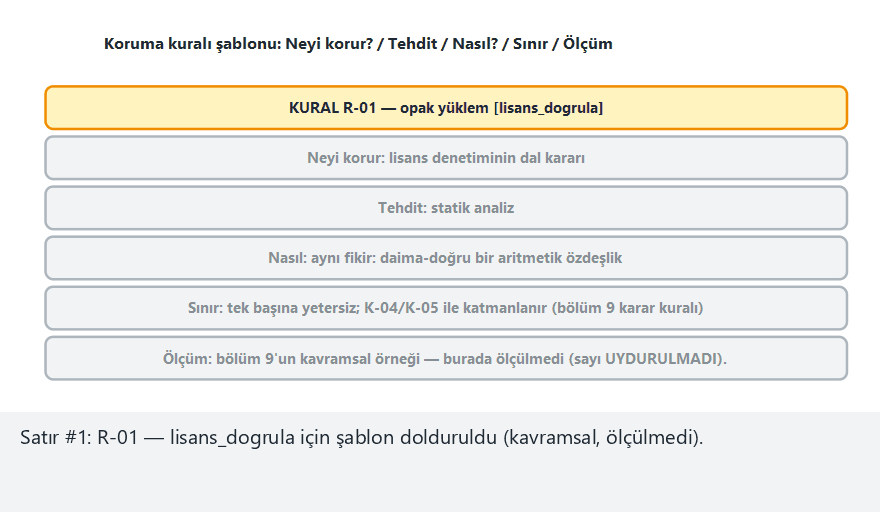 Koruma kuralı şablonu: Neyi korur? / Tehdit / Nasıl? / Sınır / Ölçüm
KURAL R-01 — opak yüklem [lisans_dogrula]
Neyi korur: lisans denetiminin dal kararı
Tehdit: statik analiz
Nasıl: aynı fikir: daima-doğru bir aritmetik özdeşlik
Sınır: tek başına yetersiz; K-04/K-05 ile katmanlanır (bölüm 9 karar kuralı)
Ölçüm: bölüm 9'un kavramsal örneği — burada ölçülmedi (sayı UYDURULMADI).
Satır #1: R-01 — lisans_dogrula için şablon dolduruldu (kavramsal, ölçülmedi).